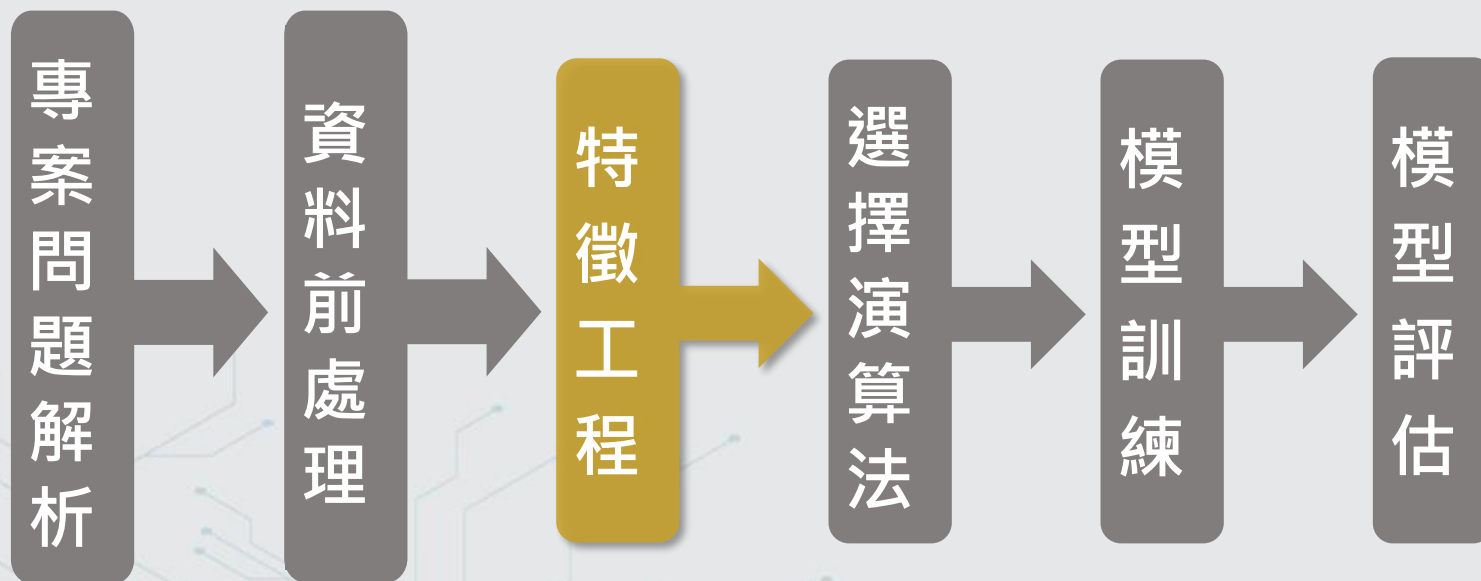 專案問題解析
資料前處理
特徵工程
選擇演算法
模型訓練
模型評估